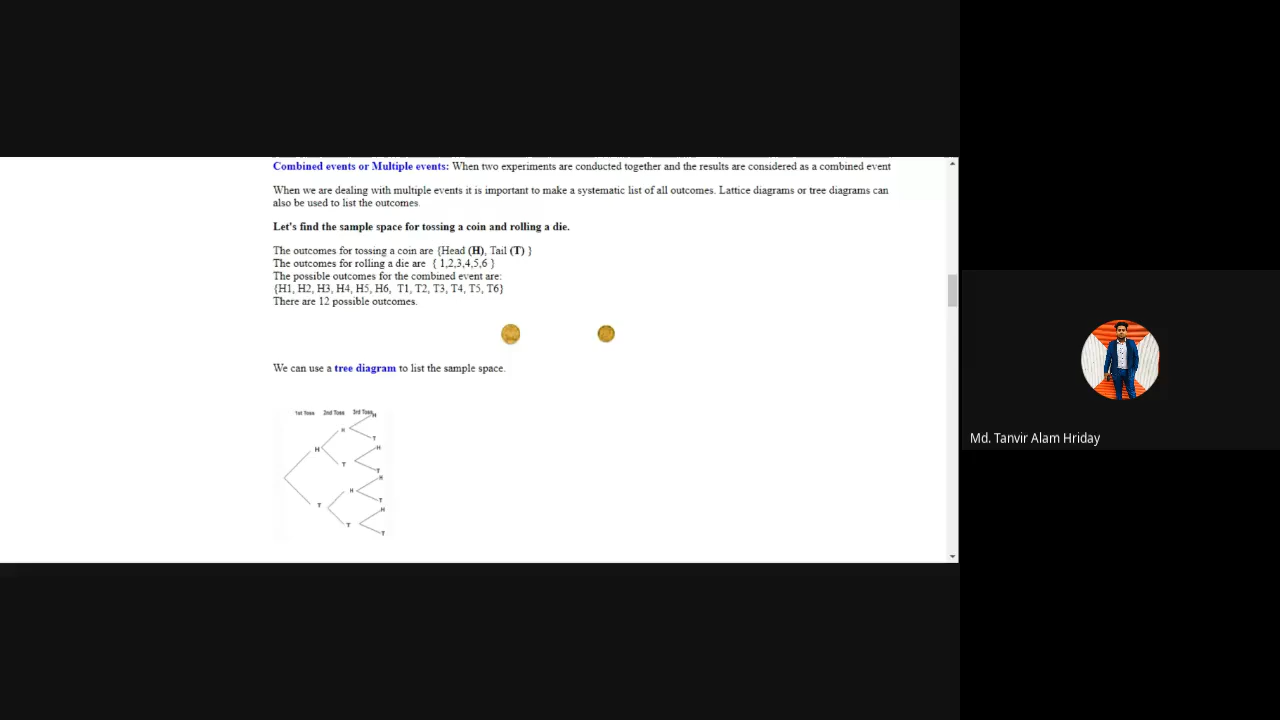 Combined events or Multiple events: When two experiments are conducted together and the results are considered as a combined event
When we are dealing with multiple events it is important to make a systematic list of all outcomes. Lattice diagrams or tree diagrams can
also be used to list the outcomes.
Let's find the sample space for tossing a coin and rolling a die.
The outcomes for tossing a coin are {Head (H), Tail (T) }
The outcomes for rolling a die are { 1,2,3,4,5,6 }
The possible outcomes for the combined event are:
{H1, H2, H3, H4, H5, H6, T1, T2, T3, T4, T5, T6}
There are 12 possible outcomes.
We can use a tree diagram to list the sample space.
1st Toss 2nd Toss 3rd Toss
H
H
T
H
H
T
T
H
H
T
T
H
T
T
Md. Tanvir Alam Hriday